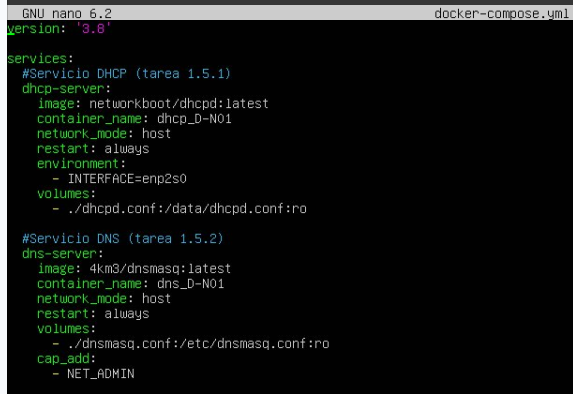 GNU nano 6.2 docker-compose.yml
version: '3.8'
services:
#Servicio DHCP (tarea 1.5.1)
dhcp-server:
image: networkboot/dhcpd:latest
container_name: dhcp_D-N01
network_mode: host
restart: always
environment:
- INTERFACE=enp2s0
volumes:
- ./dhcpd.conf:/data/dhcpd.conf:ro
#Servicio DNS (tarea 1.5.2)
dns-server:
image: 4km3/dnsmasq:latest
container_name: dns_D-N01
network_mode: host
restart: always
volumes:
- ./dnsmasq.conf:/etc/dnsmasq.conf:ro
cap_add:
- NET_ADMIN